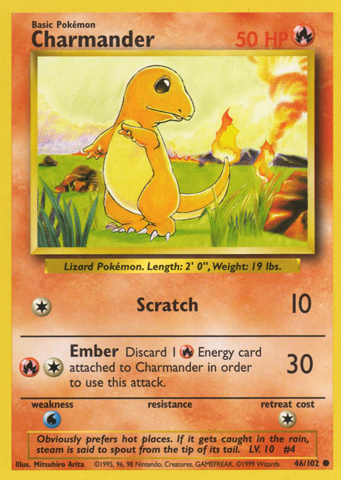 Basic Pokémon
Charmander 50 HP
Lizard Pokémon. Length: 2' 0", Weight: 19 lbs.
Scratch 10
Ember Discard 1 Energy card
attached to Charmander in order
to use this attack.
30
weakness resistance retreat cost
Obviously prefers hot places. If it gets caught in the rain,
steam is said to spout from the tip of its tail. LV. 10 #4
Illus. Mitsuhiro Arita ©1995, 96, 98 Nintendo, Creatures, GAMEFREAK. ©1999 Wizards. 46/102